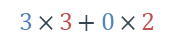 3 × 3 + 0 × 2